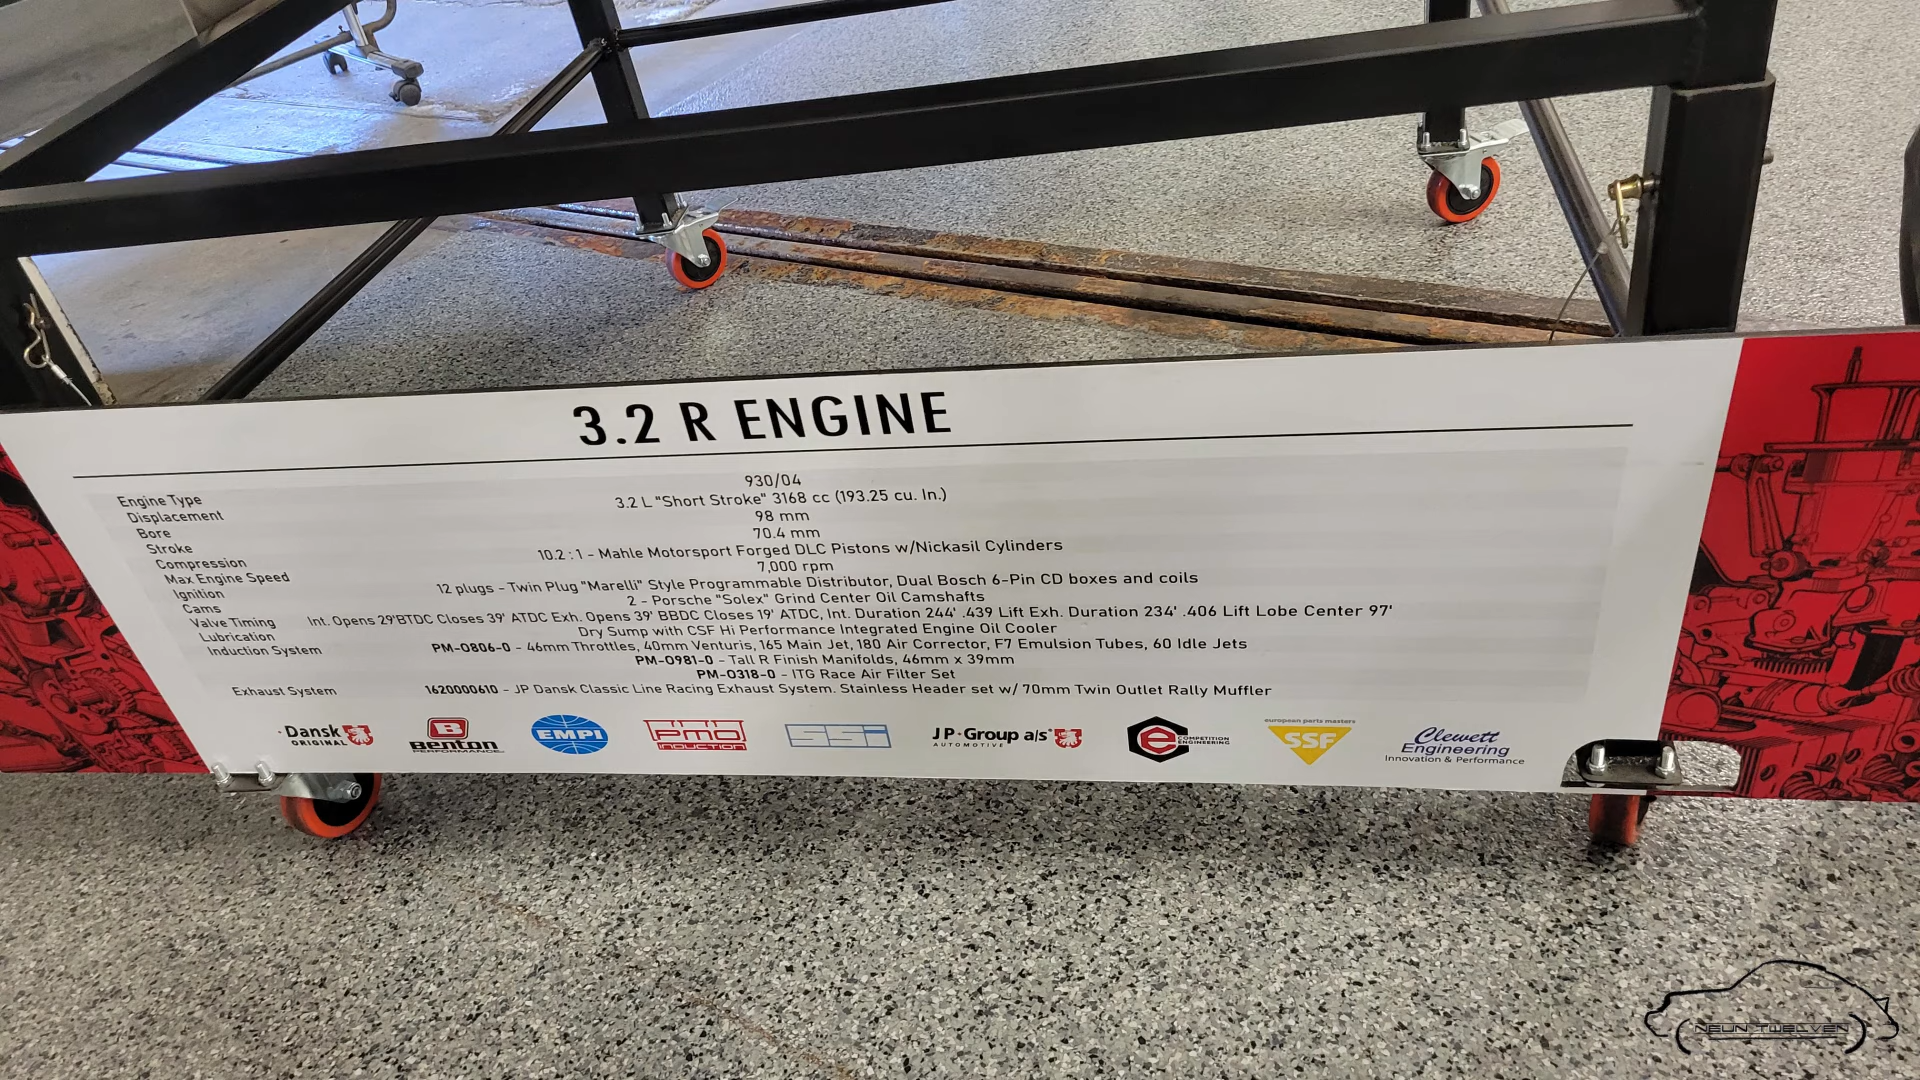 3.2 R ENGINE
Engine Type 930/04
Displacement 3.2 L "Short Stroke" 3168 cc (193.25 cu. In.)
Bore 98 mm
Stroke 70.4 mm
Compression 10.2 : 1 - Mahle Motorsport Forged DLC Pistons w/Nickasil Cylinders
Max Engine Speed 7,000 rpm
Ignition 12 plugs - Twin Plug "Marelli" Style Programmable Distributor, Dual Bosch 6-Pin CD boxes and coils
Cams 2 - Porsche "Solex" Grind Center Oil Camshafts
Valve Timing Int. Opens 29'BTDC Closes 39' ATDC Exh. Opens 39' BBDC Closes 19' ATDC, Int. Duration 244' .439 Lift Exh. Duration 234' .406 Lift Lobe Center 97'
Lubrication Dry Sump with CSF Hi Performance Integrated Engine Oil Cooler
Induction System PM-0806-0 - 46mm Throttles, 40mm Venturis, 165 Main Jet, 180 Air Corrector, F7 Emulsion Tubes, 60 Idle Jets
PM-0981-0 - Tall R Finish Manifolds, 46mm x 39mm
PM-0318-0 - ITG Race Air Filter Set
Exhaust System 1620000610 - JP Dansk Classic Line Racing Exhaust System. Stainless Header set w/ 70mm Twin Outlet Rally Muffler
Dansk
ORIGINAL
B
Benton
PERFORMANCE
EMPI
PMO
INDUCTION
SSI
JP·Group a/s
AUTOMOTIVE
e
COMPETITION
ENGINEERING
european parts masters
SSF
Clewett
Engineering
Innovation & Performance
NEUN TWELVEN